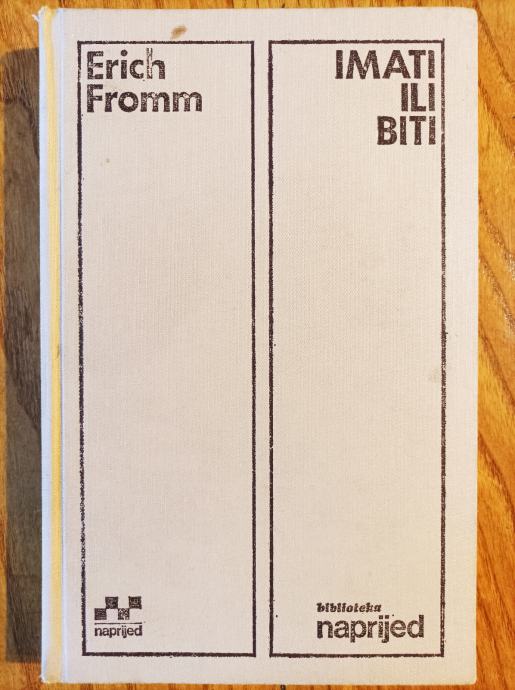 Erich
Fromm
IMATI
ILI
BITI
naprijed
biblioteka
naprijed